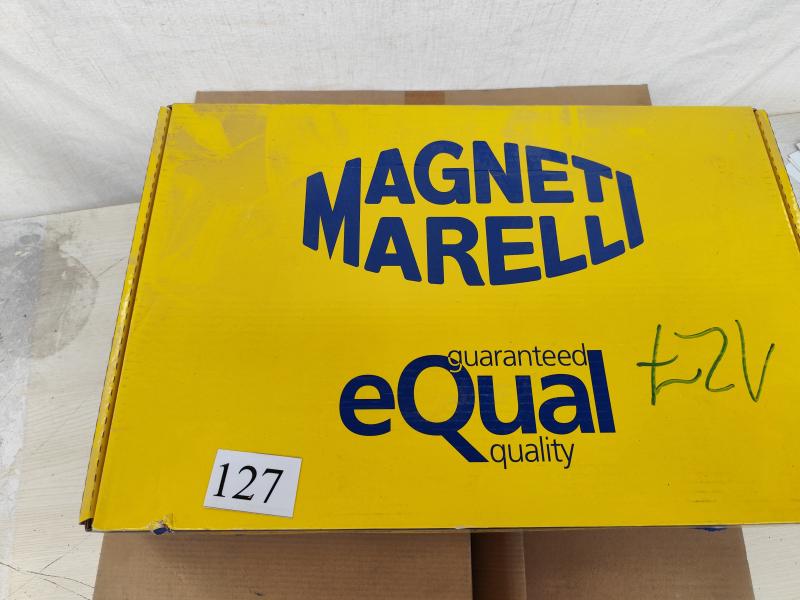 MAGNETI
MARELLI
guaranteed
eQual
quality
127